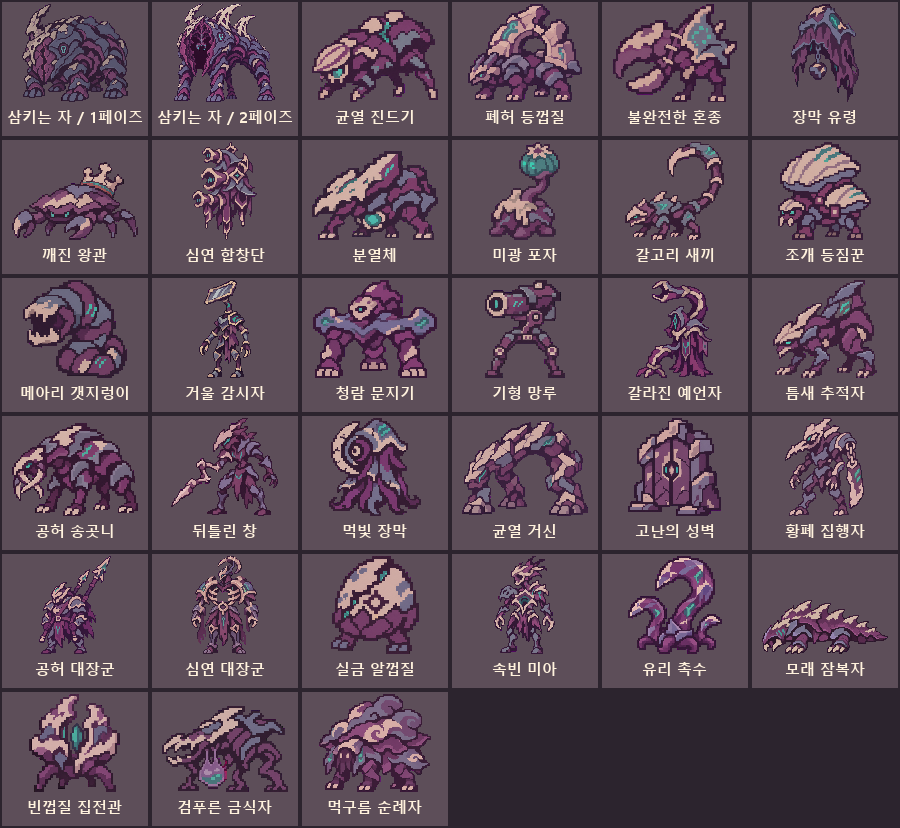 삼키는 자 / 1페이즈
삼키는 자 / 2페이즈
균열 진드기
폐허 등껍질
불완전한 혼종
장막 유령
깨진 왕관
심연 합창단
분열체
미광 포자
갈고리 새끼
조개 등짐꾼
메아리 갯지렁이
거울 감시자
청람 문지기
기형 망루
갈라진 예언자
틈새 추적자
공허 송곳니
뒤틀린 창
먹빛 장막
균열 거신
고난의 성벽
황폐 집행자
공허 대장군
심연 대장군
실금 알껍질
속빈 미아
유리 촉수
모래 잠복자
빈껍질 집전관
검푸른 금식자
먹구름 순례자